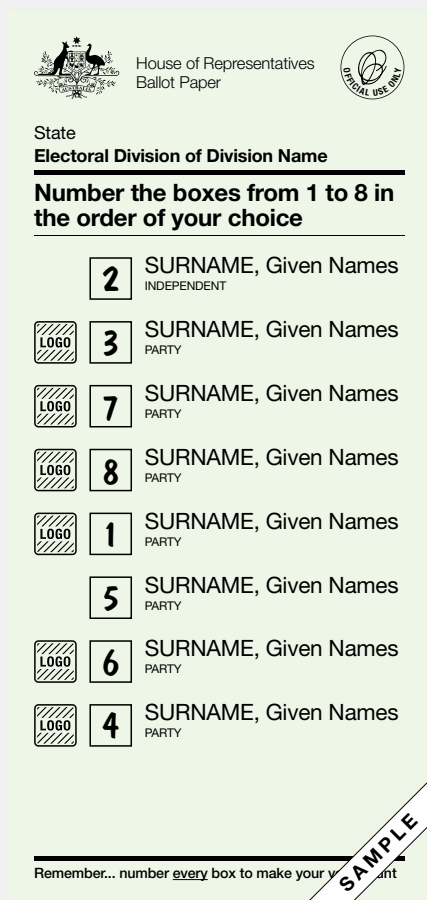 House of Representatives
Ballot Paper
OFFICIAL USE ONLY
State
Electoral Division of Division Name
Number the boxes from 1 to 8 in
the order of your choice
2 SURNAME, Given Names
INDEPENDENT
LOGO 3 SURNAME, Given Names
PARTY
LOGO 7 SURNAME, Given Names
PARTY
LOGO 8 SURNAME, Given Names
PARTY
LOGO 1 SURNAME, Given Names
PARTY
5 SURNAME, Given Names
PARTY
LOGO 6 SURNAME, Given Names
PARTY
LOGO 4 SURNAME, Given Names
PARTY
SAMPLE
Remember... number every box to make your